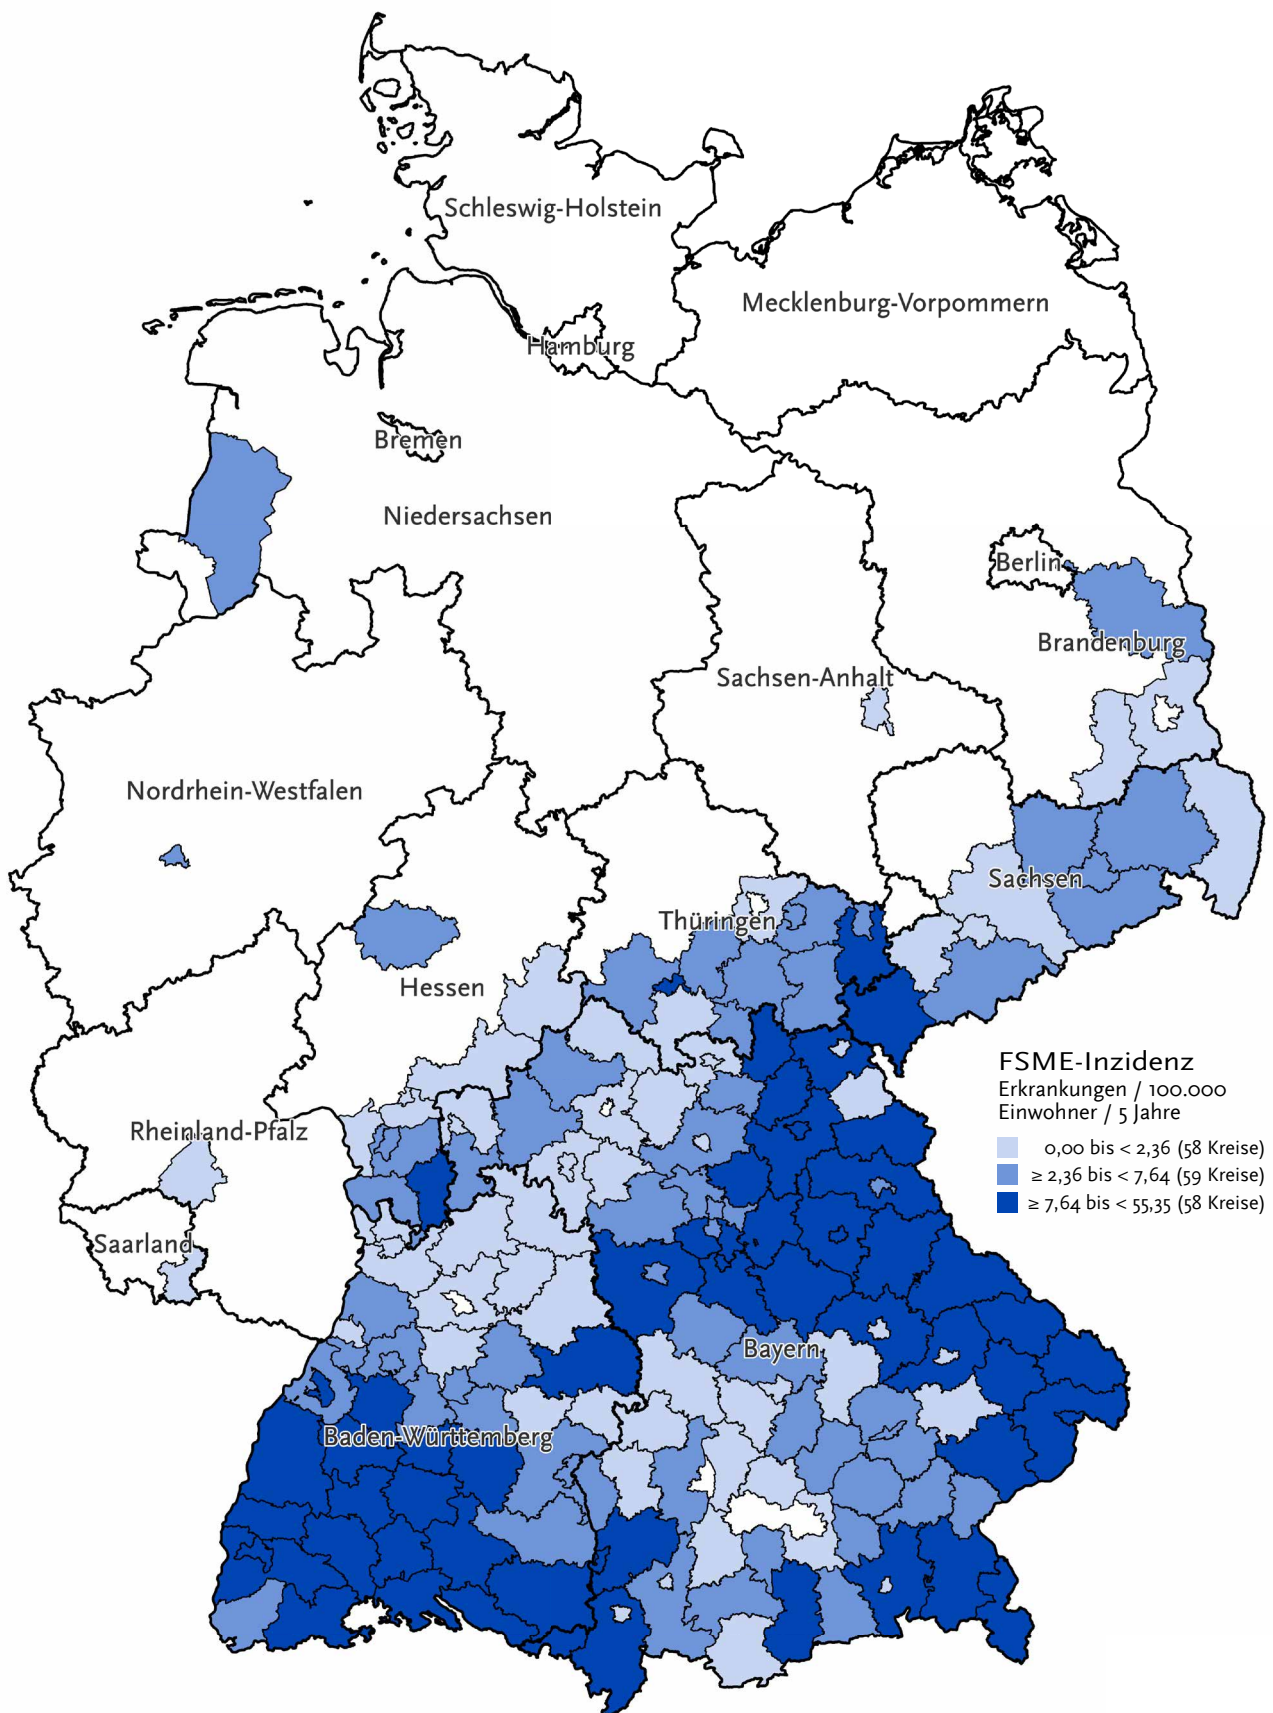 Schleswig-Holstein
Mecklenburg-Vorpommern
Hamburg
Bremen
Niedersachsen
Berlin
Brandenburg
Sachsen-Anhalt
Nordrhein-Westfalen
Sachsen
Thüringen
Hessen
FSME-Inzidenz
Erkrankungen / 100.000
Einwohner / 5 Jahre
0,00 bis < 2,36 (58 Kreise)
≥ 2,36 bis < 7,64 (59 Kreise)
≥ 7,64 bis < 55,35 (58 Kreise)
Rheinland-Pfalz
Saarland
Bayern
Baden-Württemberg